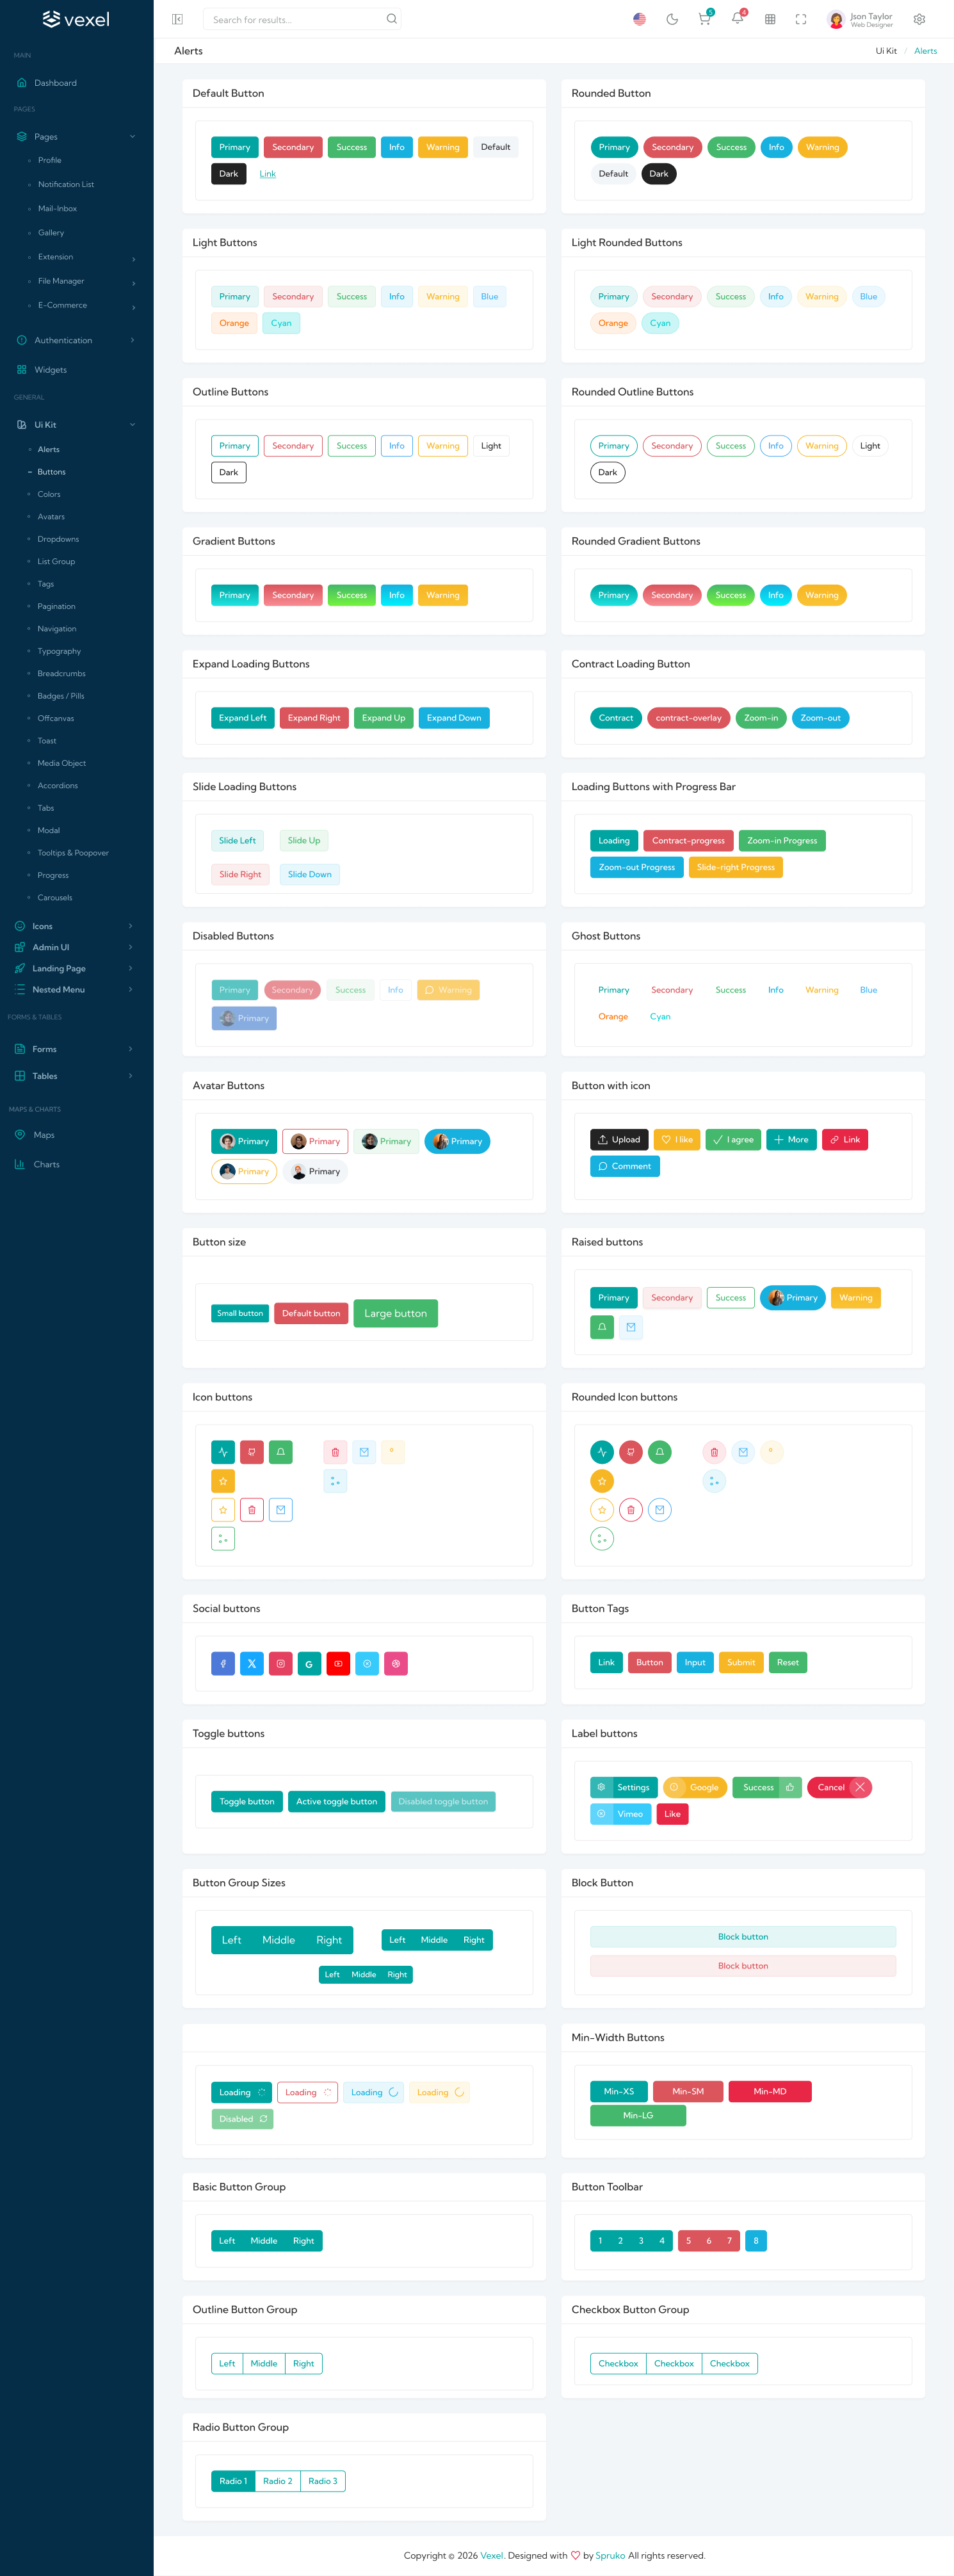 vexel
Search for results...
5
4
Json Taylor
Web Designer
MAIN
Dashboard
PAGES
Pages
Profile
Notification List
Mail-Inbox
Gallery
Extension
File Manager
E-Commerce
Authentication
Widgets
GENERAL
Ui Kit
Alerts
Buttons
Colors
Avatars
Dropdowns
List Group
Tags
Pagination
Navigation
Typography
Breadcrumbs
Badges / Pills
Offcanvas
Toast
Media Object
Accordions
Tabs
Modal
Tooltips & Poopover
Progress
Carousels
Icons
Admin UI
Landing Page
Nested Menu
FORMS & TABLES
Forms
Tables
MAPS & CHARTS
Maps
Charts
Alerts
Ui Kit / Alerts
Default Button
Primary Secondary Success Info Warning Default
Dark Link
Rounded Button
Primary Secondary Success Info Warning
Default Dark
Light Buttons
Primary Secondary Success Info Warning Blue
Orange Cyan
Light Rounded Buttons
Primary Secondary Success Info Warning Blue
Orange Cyan
Outline Buttons
Primary Secondary Success Info Warning Light
Dark
Rounded Outline Buttons
Primary Secondary Success Info Warning Light
Dark
Gradient Buttons
Primary Secondary Success Info Warning
Rounded Gradient Buttons
Primary Secondary Success Info Warning
Expand Loading Buttons
Expand Left Expand Right Expand Up Expand Down
Contract Loading Button
Contract contract-overlay Zoom-in Zoom-out
Slide Loading Buttons
Slide Left Slide Up
Slide Right Slide Down
Loading Buttons with Progress Bar
Loading Contract-progress Zoom-in Progress
Zoom-out Progress Slide-right Progress
Disabled Buttons
Primary Secondary Success Info Warning
Primary
Ghost Buttons
Primary Secondary Success Info Warning Blue
Orange Cyan
Avatar Buttons
Primary Primary Primary Primary
Primary Primary
Button with icon
Upload I like I agree More Link
Comment
Button size
Small button Default button Large button
Raised buttons
Primary Secondary Success Primary Warning
Icon buttons
Rounded Icon buttons
Social buttons
Button Tags
Link Button Input Submit Reset
Toggle buttons
Toggle button Active toggle button Disabled toggle button
Label buttons
Settings Google Success Cancel
Vimeo Like
Button Group Sizes
Left Middle Right Left Middle Right
Left Middle Right
Block Button
Block button
Block button
Loading Loading Loading Loading
Disabled
Min-Width Buttons
Min-XS Min-SM Min-MD
Min-LG
Basic Button Group
Left Middle Right
Button Toolbar
1 2 3 4 5 6 7 8
Outline Button Group
Left Middle Right
Checkbox Button Group
Checkbox Checkbox Checkbox
Radio Button Group
Radio 1 Radio 2 Radio 3
Copyright © 2026 Vexel. Designed with by Spruko All rights reserved.